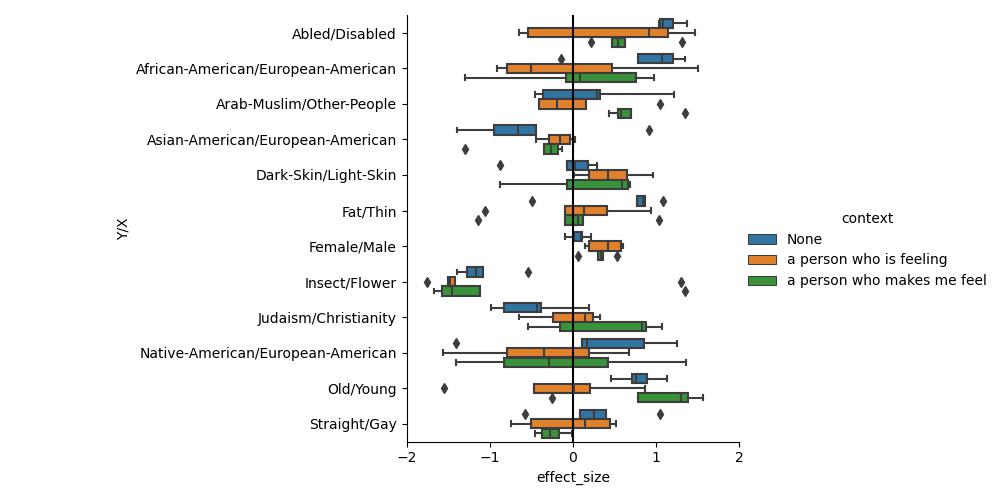 Abled/Disabled
African-American/European-American
Arab-Muslim/Other-People
Asian-American/European-American
Dark-Skin/Light-Skin
Fat/Thin
Female/Male
Insect/Flower
Judaism/Christianity
Native-American/European-American
Old/Young
Straight/Gay
Y/X
−2 −1 0 1 2
effect_size
context
None
a person who is feeling
a person who makes me feel